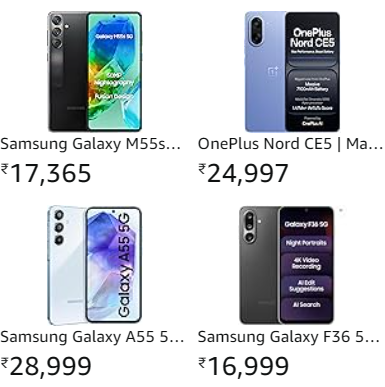 Galaxy M55s 5G
50MP
Nightography
Fusion Design
OnePlus
Nord CE5
Massive
7100mAh Battery
Samsung Galaxy M55s...
₹17,365
OnePlus Nord CE5 | Ma...
₹24,997
Galaxy A55 5G
Galaxy F36 5G
Night Portraits
4K Video
Recording
AI Edit
Suggestions
AI Search
Samsung Galaxy A55 5...
₹28,999
Samsung Galaxy F36 5...
₹16,999